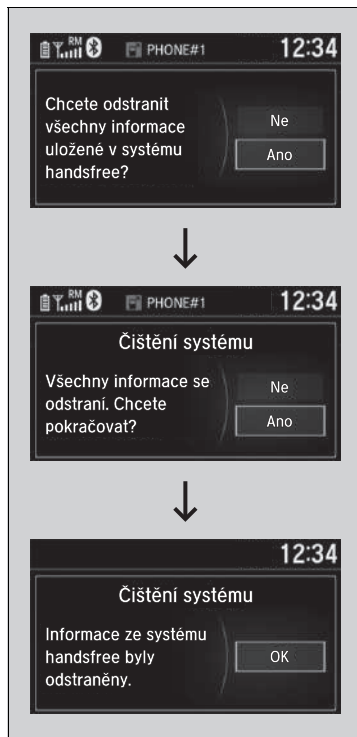 RM PHONE#1 12:34
Chcete odstranit
všechny informace
uložené v systému
handsfree?
Ne
Ano
RM PHONE#1 12:34
Čištění systému
Všechny informace se
odstraní. Chcete
pokračovat?
Ne
Ano
12:34
Čištění systému
Informace ze systému
handsfree byly
odstraněny.
OK